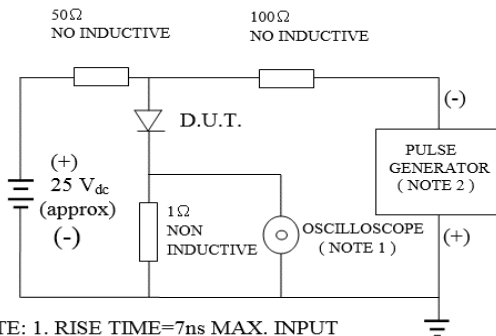 50Ω
NO INDUCTIVE
100Ω
NO INDUCTIVE
(-)
D.U.T.
PULSE
GENERATOR
( NOTE 2 )
(+)
25 Vdc
(approx)
(-)
1Ω
NON
INDUCTIVE
OSCILLOSCOPE
( NOTE 1 )
(+)
TE: 1. RISE TIME=7ns MAX. INPUT